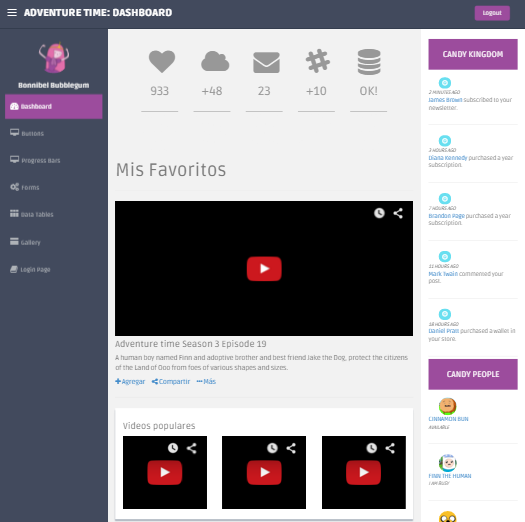 ADVENTURE TIME: DASHBOARD
Logout
Bonnibel Bubblegum
Dashboard
Buttons
Progress Bars
Forms
Data Tables
Gallery
Login Page
933
+48
23
+10
OK!
Mis Favoritos
Adventure time Season 3 Episode 19
A human boy named Finn and adoptive brother and best friend Jake the Dog, protect the citizens
of the Land of Ooo from foes of various shapes and sizes.
Agregar Compartir Más
Videos populares
CANDY KINGDOM
2 MINUTES AGO
James Brown subscribed to your
newsletter.
3 HOURS AGO
Diana Kennedy purchased a year
subscription.
7 HOURS AGO
Brandon Page purchased a year
subscription.
11 HOURS AGO
Mark Twain commented your
post.
18 HOURS AGO
Daniel Pran purchased a wallet in
your store.
CANDY PEOPLE
CINNAMON BUN
AVAILABLE
FINN THE HUMAN
I AM BUSY